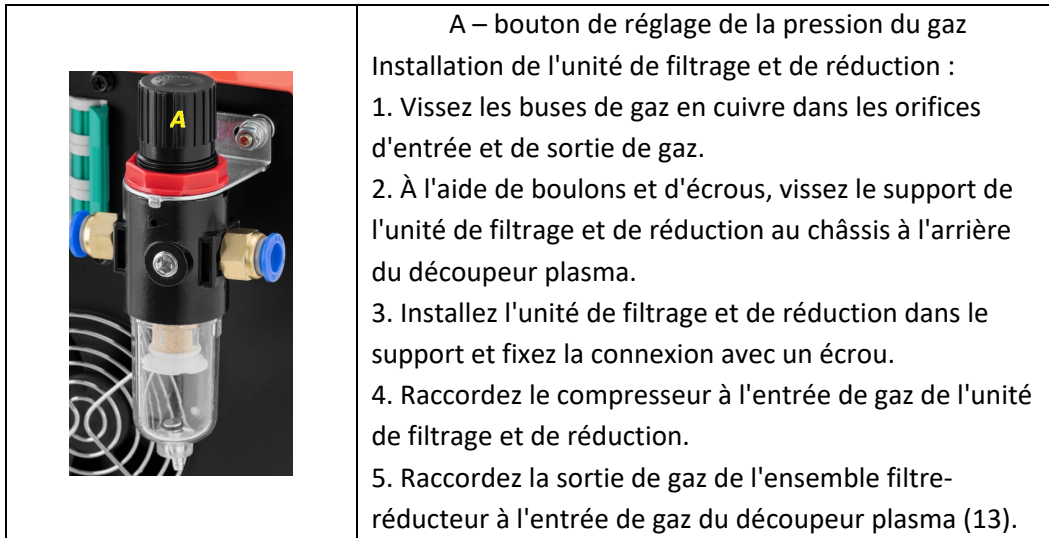 A – bouton de réglage de la pression du gaz
Installation de l'unité de filtrage et de réduction :
1. Vissez les buses de gaz en cuivre dans les orifices
d'entrée et de sortie de gaz.
2. À l'aide de boulons et d'écrous, vissez le support de
l'unité de filtrage et de réduction au châssis à l'arrière
du découpeur plasma.
3. Installez l'unité de filtrage et de réduction dans le
support et fixez la connexion avec un écrou.
4. Raccordez le compresseur à l'entrée de gaz de l'unité
de filtrage et de réduction.
5. Raccordez la sortie de gaz de l'ensemble filtre-
réducteur à l'entrée de gaz du découpeur plasma (13).
A